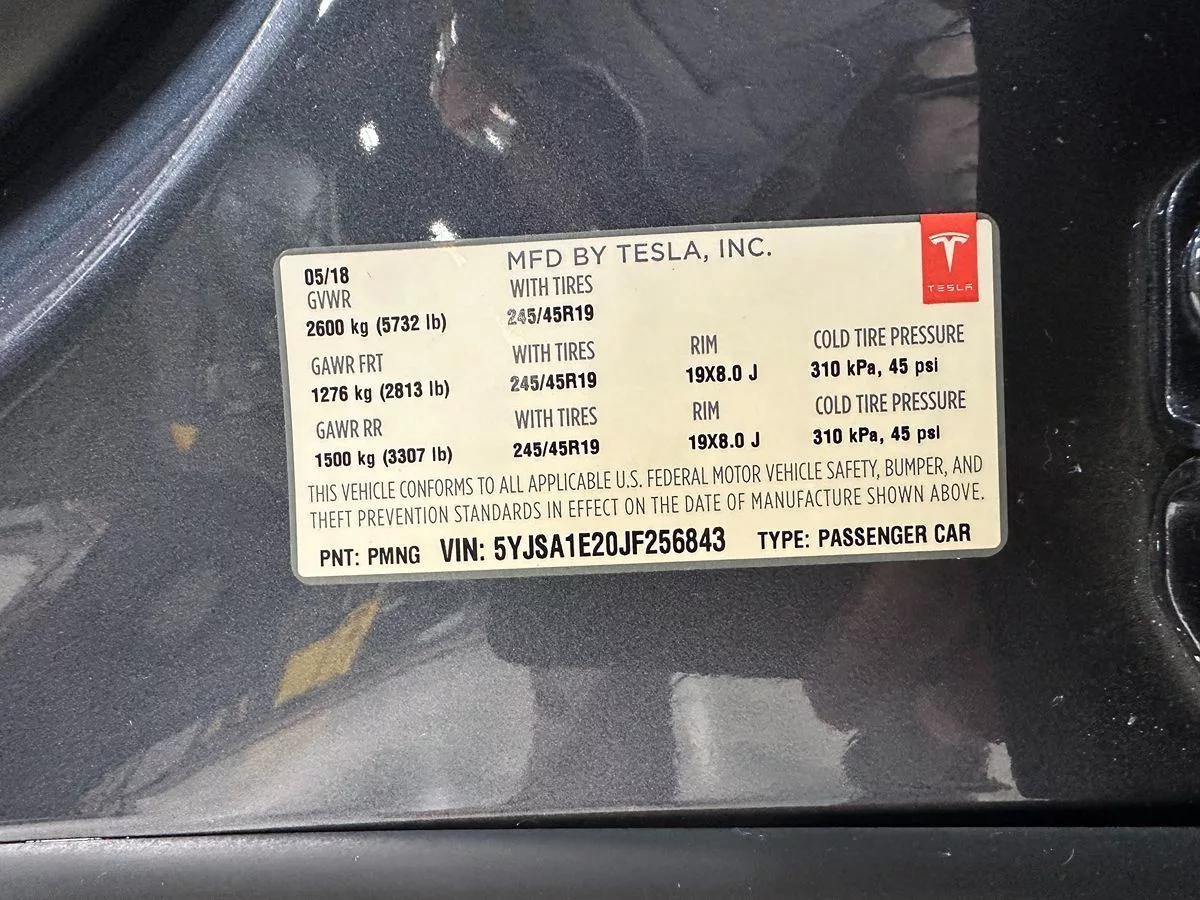 MFD BY TESLA, INC.
TESLA
05/18
GVWR WITH TIRES
2600 kg (5732 lb) 245/45R19
GAWR FRT WITH TIRES RIM COLD TIRE PRESSURE
1276 kg (2813 lb) 245/45R19 19X8.0 J 310 kPa, 45 psi
GAWR RR WITH TIRES RIM COLD TIRE PRESSURE
1500 kg (3307 lb) 245/45R19 19X8.0 J 310 kPa, 45 psi
THIS VEHICLE CONFORMS TO ALL APPLICABLE U.S. FEDERAL MOTOR VEHICLE SAFETY, BUMPER, AND
THEFT PREVENTION STANDARDS IN EFFECT ON THE DATE OF MANUFACTURE SHOWN ABOVE.
PNT: PMNG VIN: 5YJSA1E20JF256843 TYPE: PASSENGER CAR